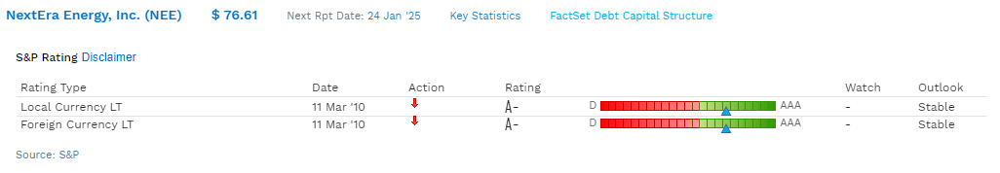 NextEra Energy, Inc. (NEE) $ 76.61 Next Rpt Date: 24 Jan '25 Key Statistics FactSet Debt Capital Structure
S&P Rating Disclaimer
Rating Type Date Action Rating Watch Outlook
Local Currency LT 11 Mar '10 A- D AAA - Stable
Foreign Currency LT 11 Mar '10 A- D AAA - Stable
Source: S&P